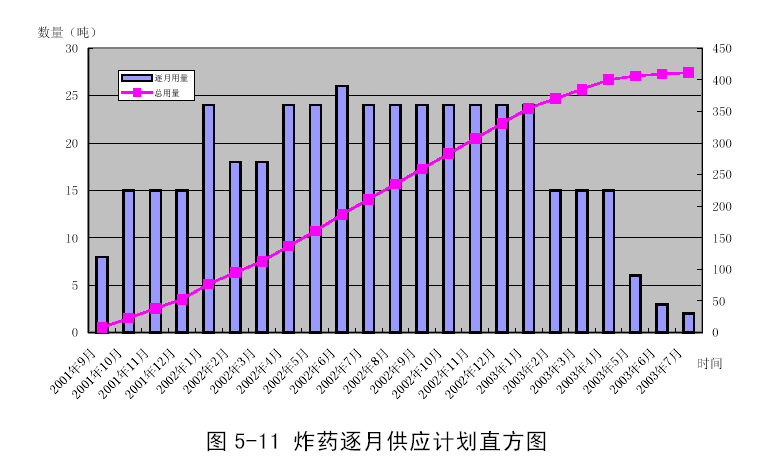 数量（吨）
30
25
20
15
10
5
0
逐月用量
总用量
450
400
350
300
250
200
150
100
50
0
2001年9月
2001年10月
2001年11月
2001年12月
2002年1月
2002年2月
2002年3月
2002年4月
2002年5月
2002年6月
2002年7月
2002年8月
2002年9月
2002年10月
2002年11月
2002年12月
2003年1月
2003年2月
2003年3月
2003年4月
2003年5月
2003年6月
2003年7月
时间
图 5-11 炸药逐月供应计划直方图